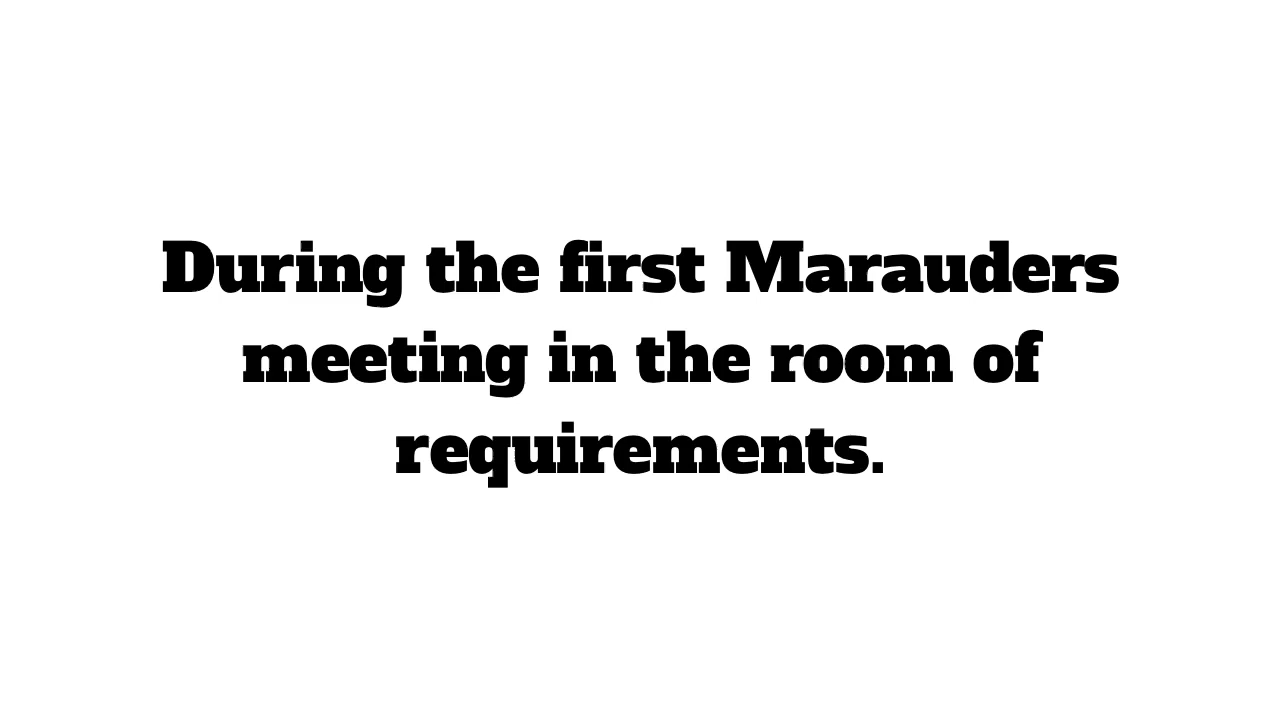 During the first Marauders
meeting in the room of
requirements.